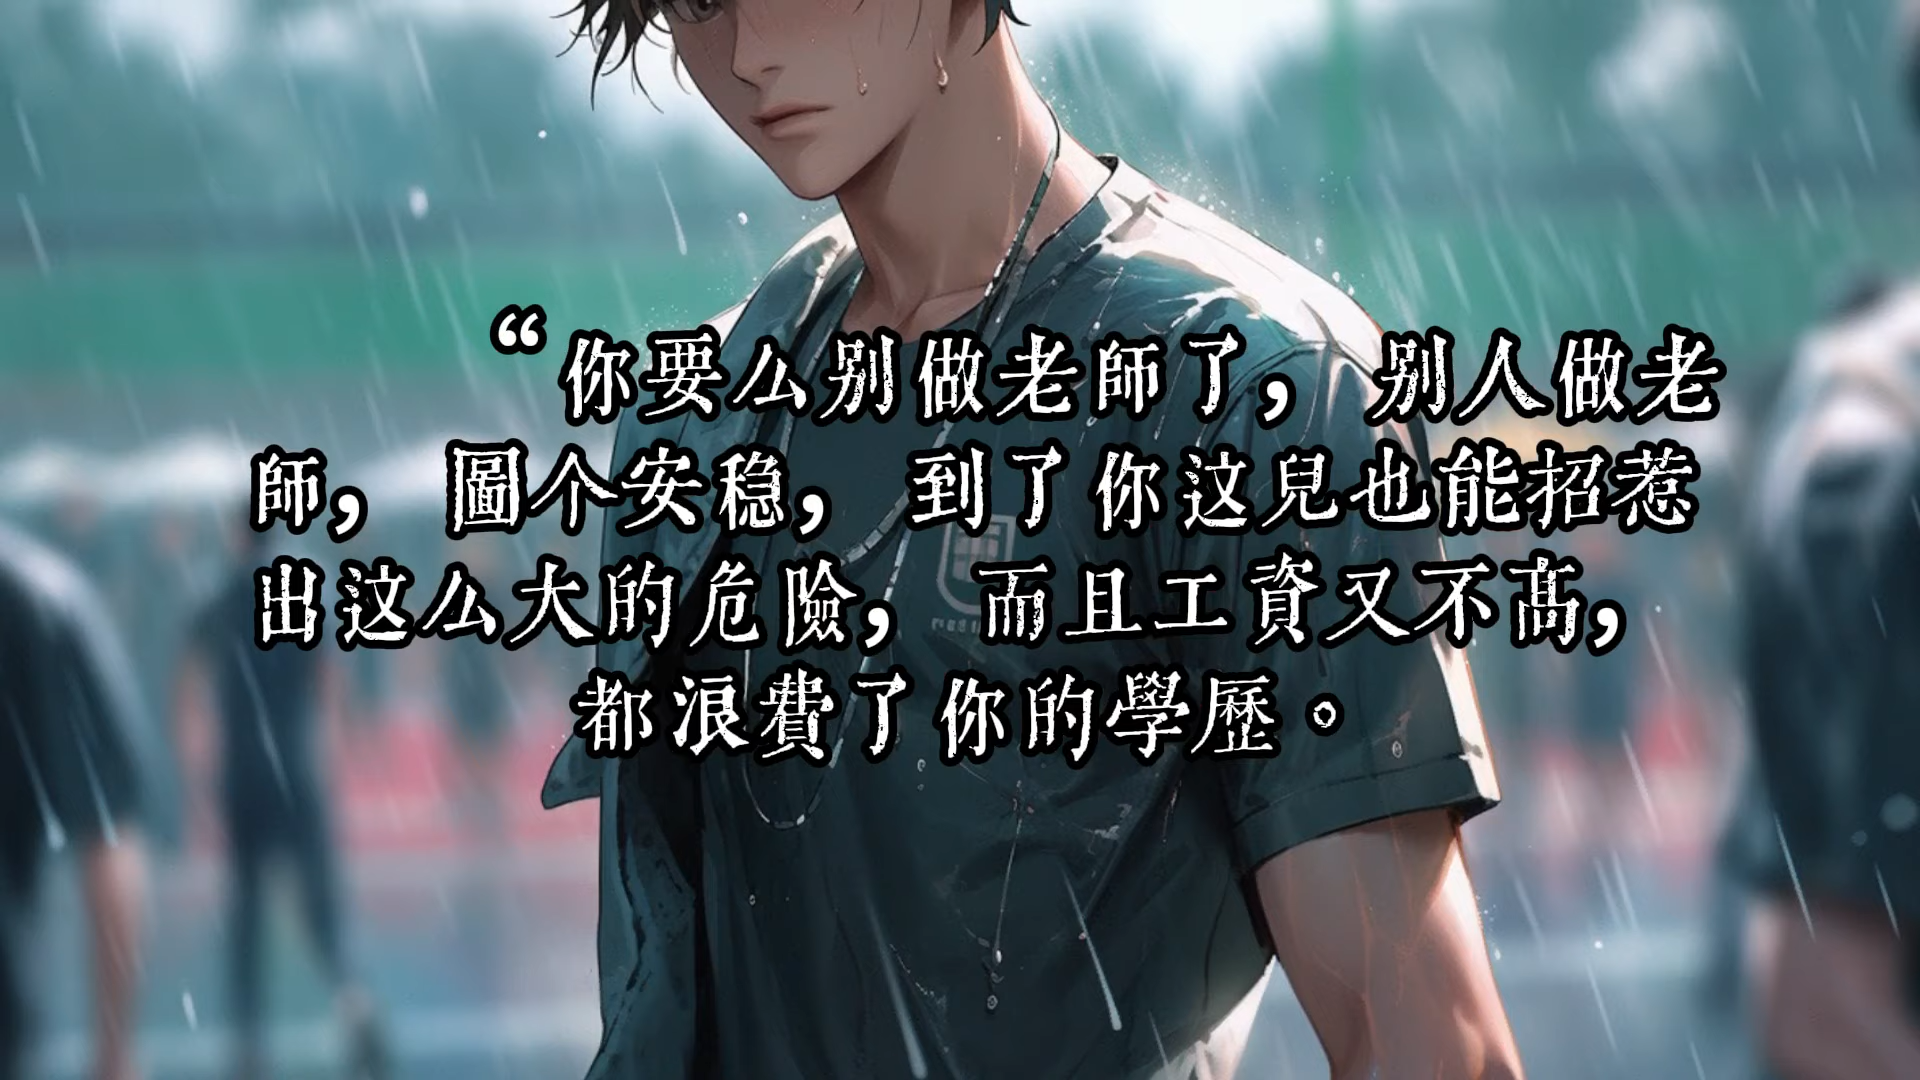 “你要么别做老師了，别人做老
師，圖个安稳，到了你这兒也能招惹
出这么大的危險，而且工資又不高，
都浪費了你的學歷。